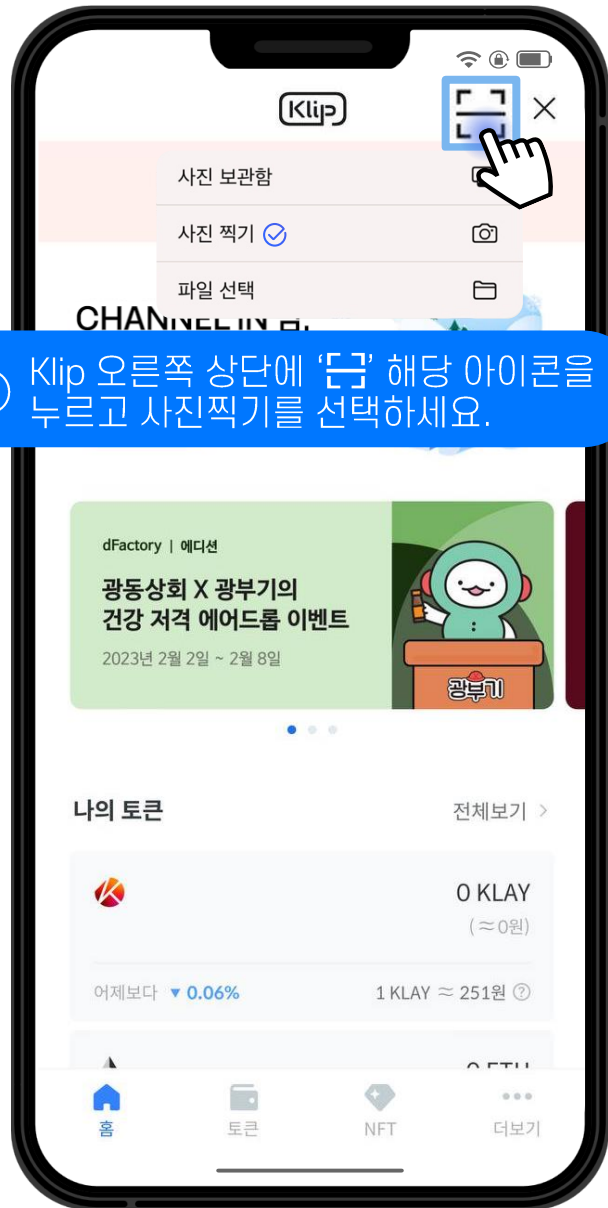 Klip
사진 보관함
사진 찍기
파일 선택
CHANNEL IN
Klip 오른쪽 상단에 ‘ ’ 해당 아이콘을
누르고 사진찍기를 선택하세요.
dFactory | 에디션
광동상회 X 광부기의
건강 저격 에어드롭 이벤트
2023년 2월 2일 ~ 2월 8일
광부기
나의 토큰
전체보기 >
0 KLAY
(≈0원)
어제보다 ▼ 0.06%
1 KLAY ≈ 251원 ?
0 ETH
홈
토큰
NFT
더보기